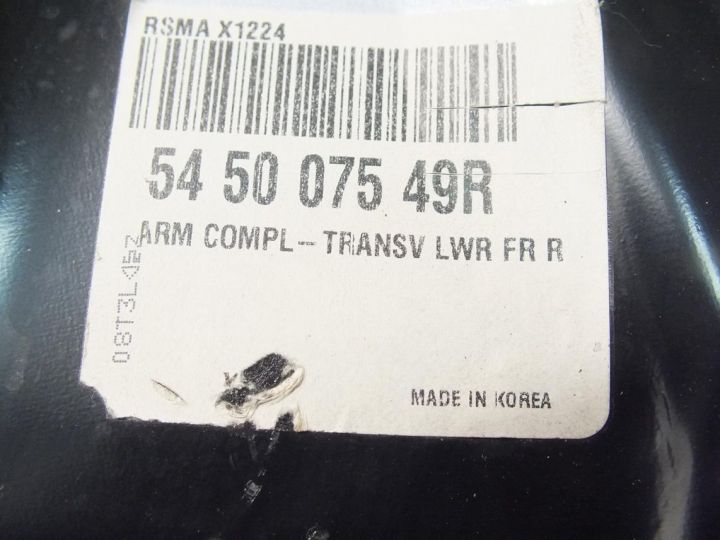 RSMA X1224
54 50 075 49R
ARM COMPL-TRANSV LWR FR R
MADE IN KOREA